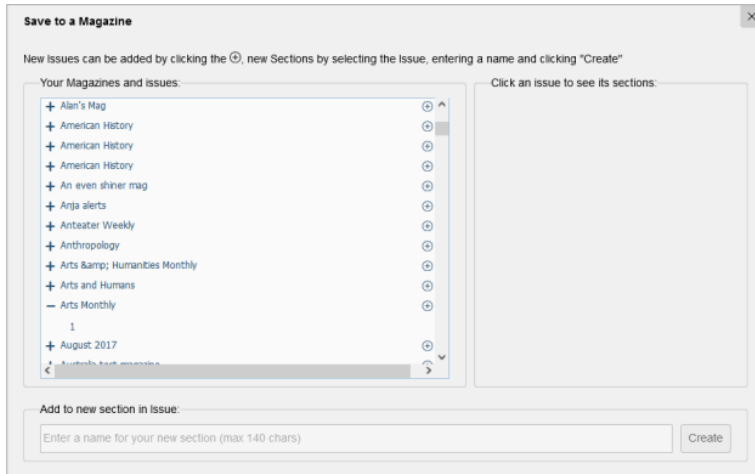 Save to a Magazine
New Issues can be added by clicking the ⊕, new Sections by selecting the Issue, entering a name and clicking "Create"
Your Magazines and issues:
Alan's Mag
American History
American History
American History
An even shiner mag
Anja alerts
Anteater Weekly
Anthropology
Arts &amp; Humanities Monthly
Arts and Humans
Arts Monthly
1
August 2017
Australia test magazine
Click an issue to see its sections:
Add to new section in Issue:
Enter a name for your new section (max 140 chars)
Create